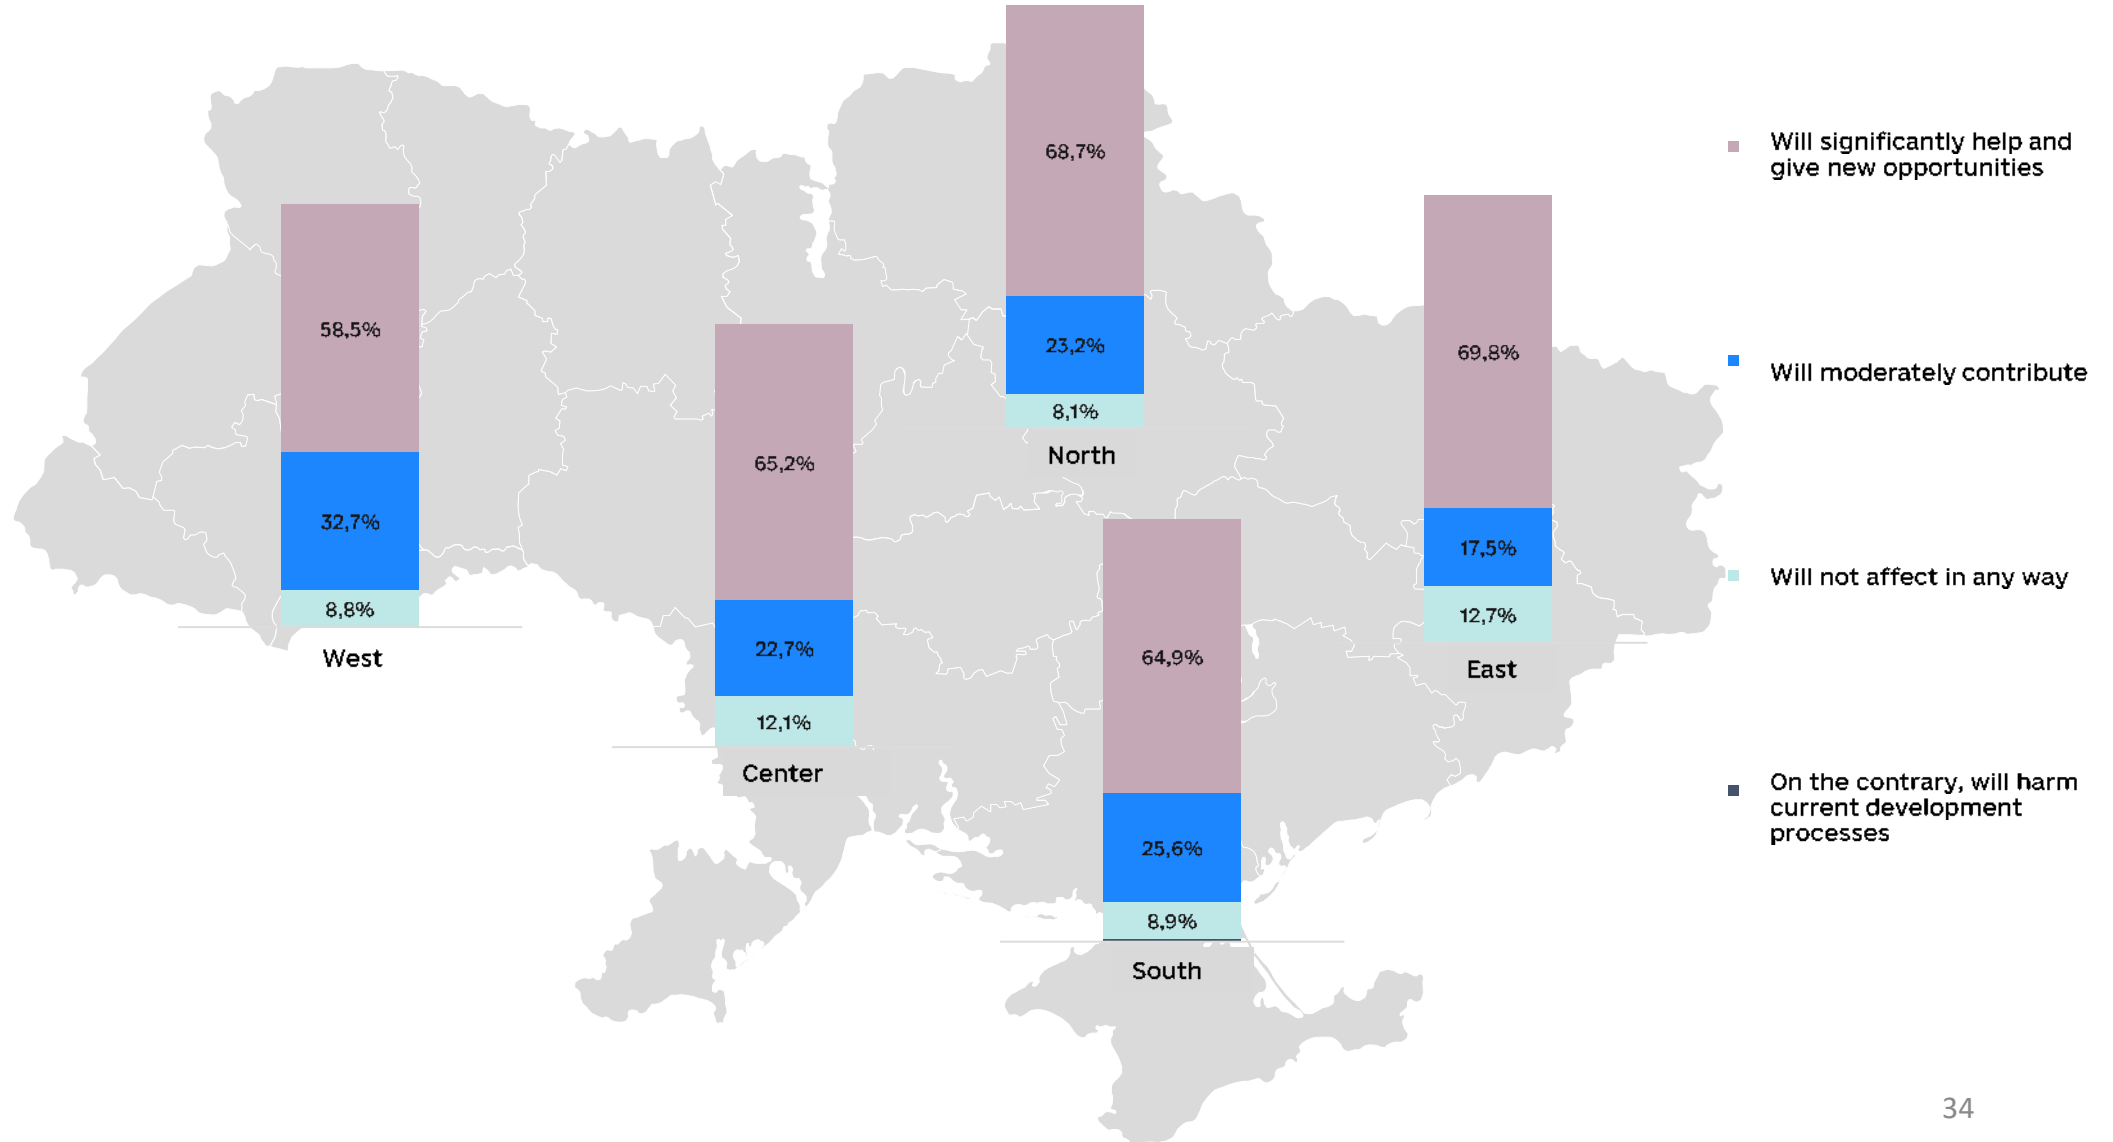 68,7%
23,2%
8,1%
North
58,5%
32,7%
8,8%
West
65,2%
22,7%
12,1%
Center
64,9%
25,6%
8,9%
South
69,8%
17,5%
12,7%
East
Will significantly help and
give new opportunities
Will moderately contribute
Will not affect in any way
On the contrary, will harm
current development
processes
34